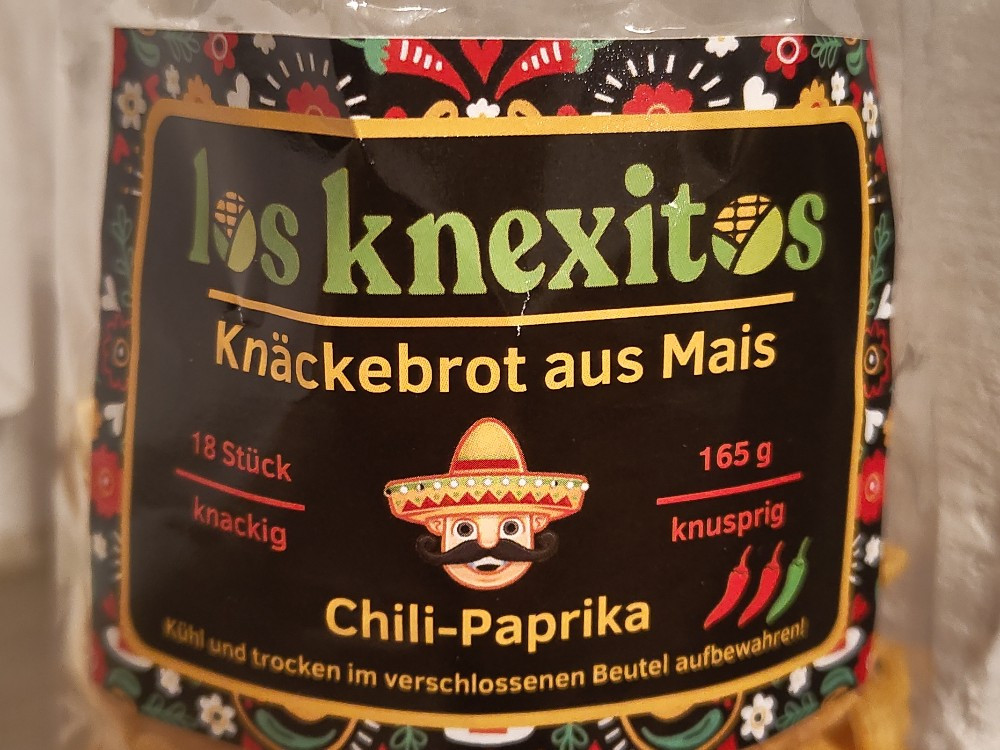 los knexitos
Knäckebrot aus Mais
18 Stück
knackig
165 g
knusprig
Chili-Paprika
Kühl und trocken im verschlossenen Beutel aufbewahren!